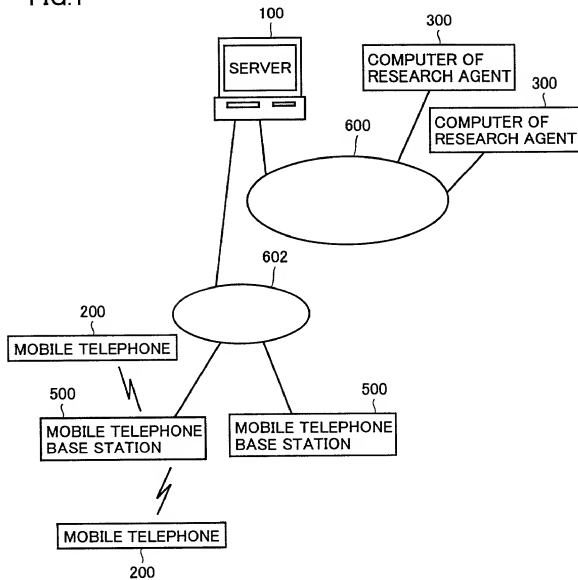 FIG.1
100
SERVER
300
COMPUTER OF
RESEARCH AGENT
300
COMPUTER OF
RESEARCH AGENT
600
602
200
MOBILE TELEPHONE
500
MOBILE TELEPHONE
BASE STATION
500
MOBILE TELEPHONE
BASE STATION
MOBILE TELEPHONE
200